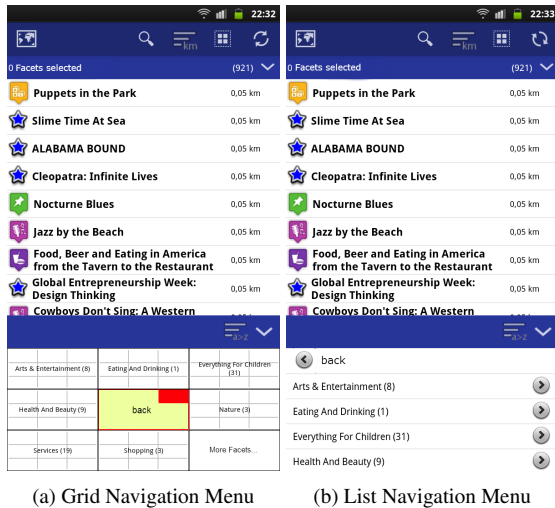 22:32
km
0 Facets selected (921)
Puppets in the Park 0,05 km
Slime Time At Sea 0,05 km
ALABAMA BOUND 0,05 km
Cleopatra: Infinite Lives 0,05 km
Nocturne Blues 0,05 km
Jazz by the Beach 0,05 km
Food, Beer and Eating in America
from the Tavern to the Restaurant 0,05 km
Global Entrepreneurship Week:
Design Thinking 0,05 km
Cowboys Don't Sing: A Western
a>z
Arts & Entertainment (8) Eating And Drinking (1) Everything For Children
(31)
Health And Beauty (9) back Nature (3)
Services (19) Shopping (3) More Facets...
(a) Grid Navigation Menu
22:33
km
0 Facets selected (921)
Puppets in the Park 0,05 km
Slime Time At Sea 0,05 km
ALABAMA BOUND 0,05 km
Cleopatra: Infinite Lives 0,05 km
Nocturne Blues 0,05 km
Jazz by the Beach 0,05 km
Food, Beer and Eating in America
from the Tavern to the Restaurant 0,05 km
Global Entrepreneurship Week:
Design Thinking 0,05 km
Cowboys Don't Sing: A Western
a>z
back
Arts & Entertainment (8)
Eating And Drinking (1)
Everything For Children (31)
Health And Beauty (9)
(b) List Navigation Menu